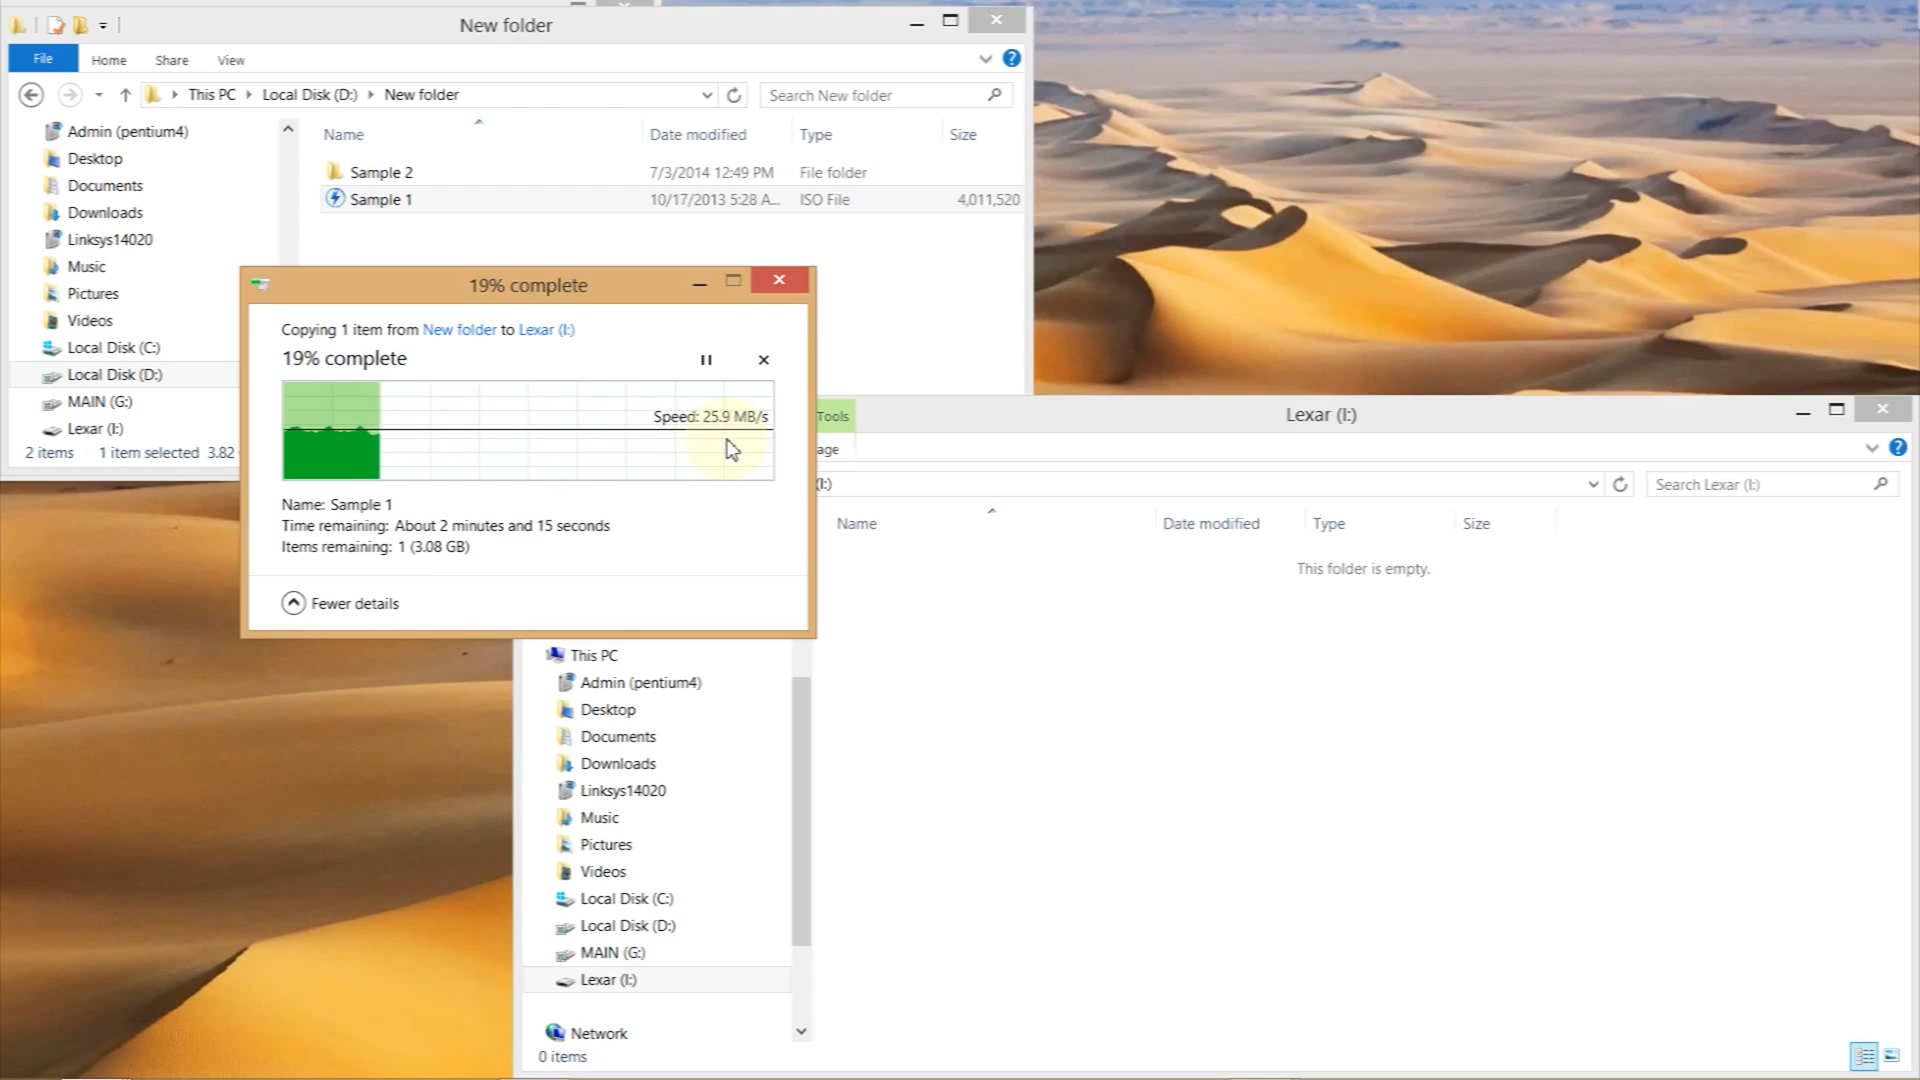 New folder
File Home Share View
This PC Local Disk (D:) New folder
Search New folder
Name Date modified Type Size
Sample 2 7/3/2014 12:49 PM File folder
Sample 1 10/17/2013 5:28 A... ISO File 4,011,520
Admin (pentium4)
Desktop
Documents
Downloads
Linksys14020
Music
Pictures
Videos
Local Disk (C:)
Local Disk (D:)
MAIN (G:)
Lexar (I:)
2 items 1 item selected 3.82
19% complete
Copying 1 item from New folder to Lexar (I:)
19% complete
Speed: 25.9 MB/s
Name: Sample 1
Time remaining: About 2 minutes and 15 seconds
Items remaining: 1 (3.08 GB)
Fewer details
Tools
Lexar (I:)
age
(I:)
Search Lexar (I:)
Name Date modified Type Size
This folder is empty.
This PC
Admin (pentium4)
Desktop
Documents
Downloads
Linksys14020
Music
Pictures
Videos
Local Disk (C:)
Local Disk (D:)
MAIN (G:)
Lexar (I:)
Network
0 items